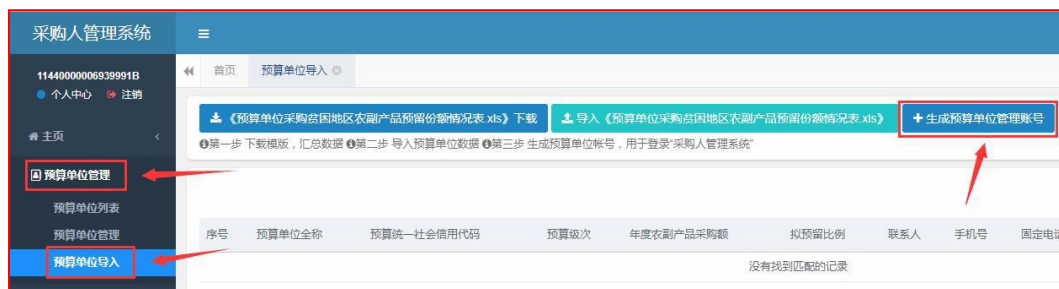 采购人管理系统
11440000006939991B
个人中心 注销
主页
预算单位管理
预算单位列表
预算单位管理
预算单位导入
首页 预算单位导入
《预算单位采购贫困地区农副产品预留份额情况表.xls》下载 导入《预算单位采购贫困地区农副产品预留份额情况表.xls》 +生成预算单位管理账号
第一步 下载模版，汇总数据 第二步 导入预算单位数据 第三步 生成预算单位帐号，用于登录"采购人管理系统"
序号 预算单位全称 预算统一社会信用代码 预算级次 年度农副产品采购额 拟预留比例 联系人 手机号 固定电话
没有找到匹配的记录